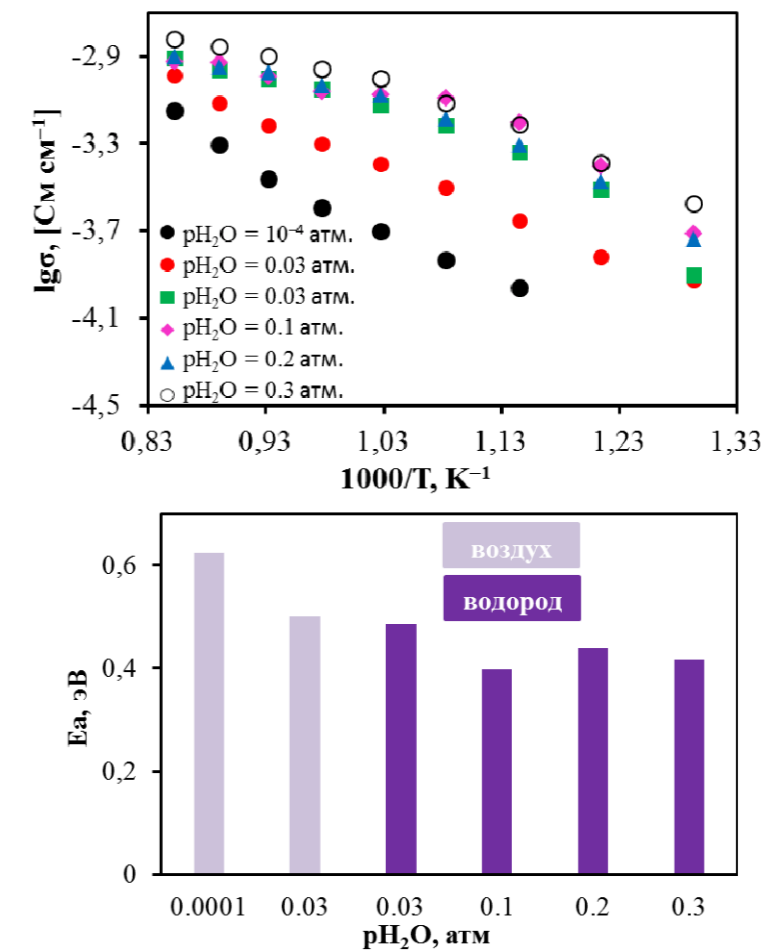 -2,9
-3,3
-3,7
-4,1
-4,5
lgσ, [См см⁻¹]
pH₂O = 10⁻⁴ атм.
pH₂O = 0.03 атм.
pH₂O = 0.03 атм.
pH₂O = 0.1 атм.
pH₂O = 0.2 атм.
pH₂O = 0.3 атм.
0,83 0,93 1,03 1,13 1,23 1,33
1000/T, K⁻¹
0,6
0,4
0,2
0
Ea, эВ
воздух
водород
0.0001 0.03 0.03 0.1 0.2 0.3
pH₂O, атм